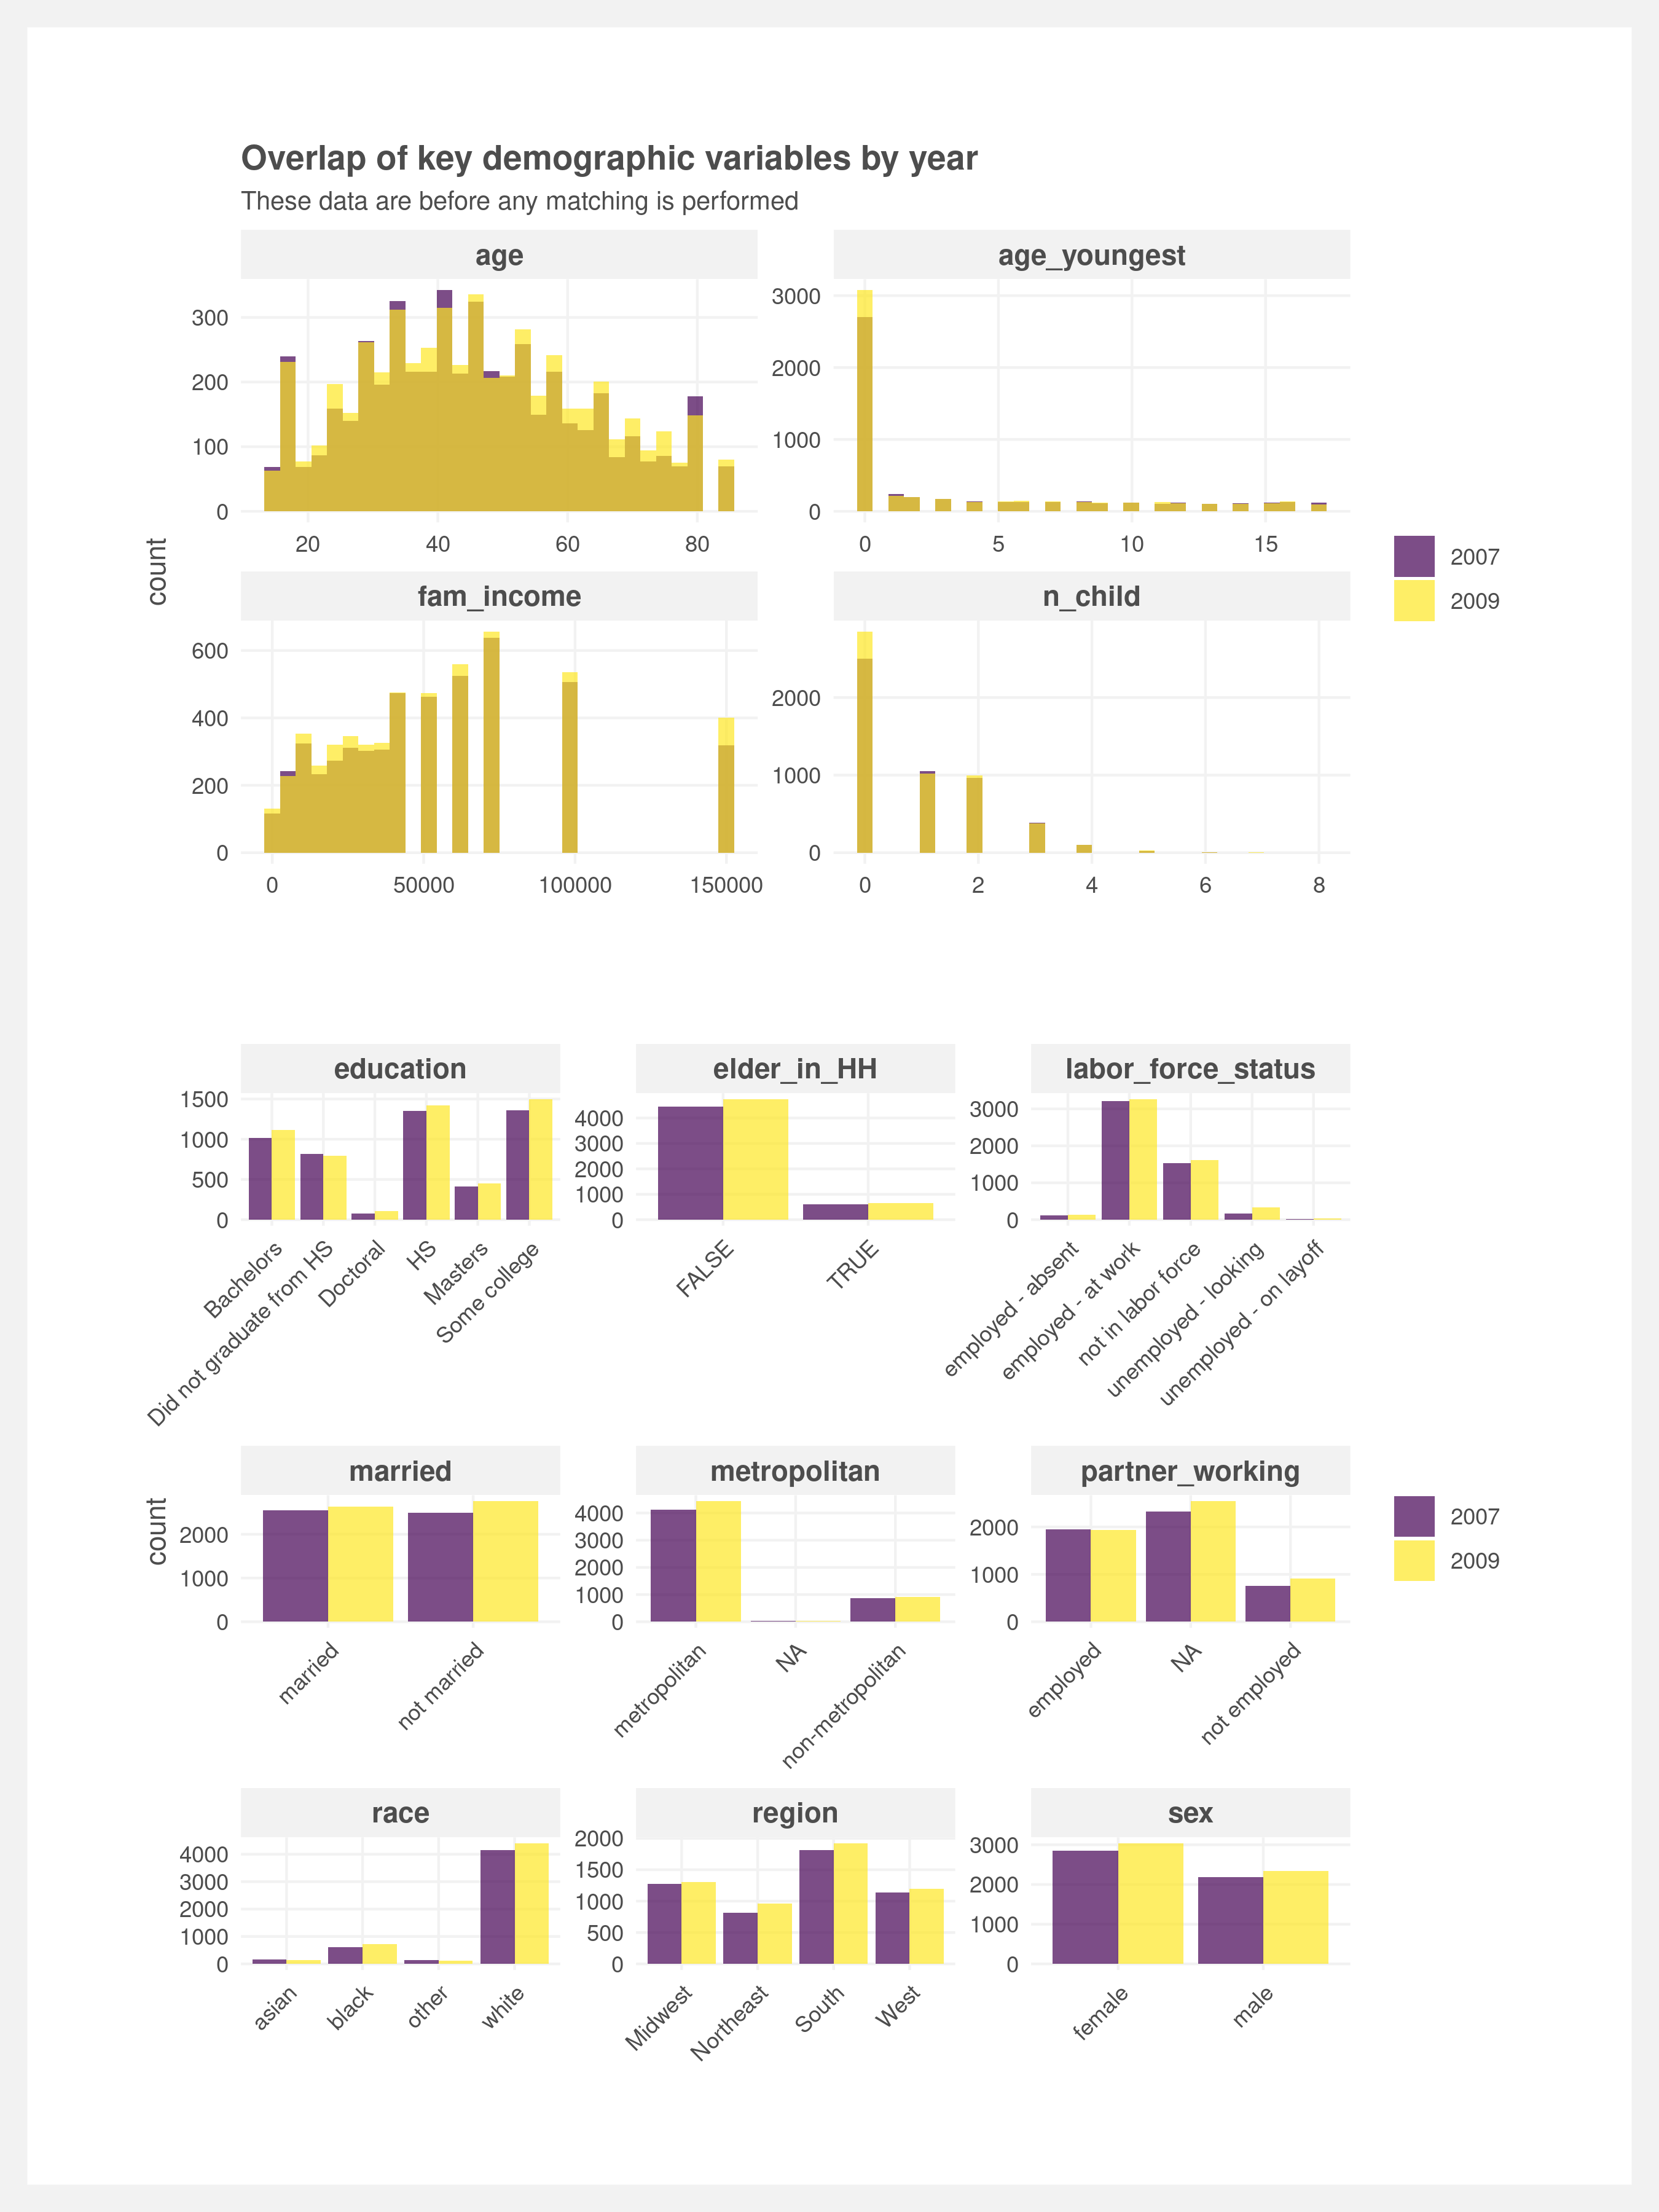 Overlap of key demographic variables by year
These data are before any matching is performed
age
age_youngest
300
200
100
0
20
40
60
80
3000
2000
1000
0
0
5
10
15
count
2007
2009
fam_income
n_child
600
400
200
0
0
50000
100000
150000
2000
1000
0
0
2
4
6
8
education
elder_in_HH
labor_force_status
1500
1000
500
0
Bachelors
Did not graduate from HS
Doctoral
HS
Masters
Some college
4000
3000
2000
1000
0
FALSE
TRUE
3000
2000
1000
0
employed - absent
employed - at work
not in labor force
unemployed - looking
unemployed - on layoff
married
metropolitan
partner_working
count
2000
1000
0
married
not married
4000
3000
2000
1000
0
metropolitan
NA
non-metropolitan
2000
1000
0
employed
NA
not employed
2007
2009
race
region
sex
4000
3000
2000
1000
0
asian
black
other
white
2000
1500
1000
500
0
Midwest
Northeast
South
West
3000
2000
1000
0
female
male